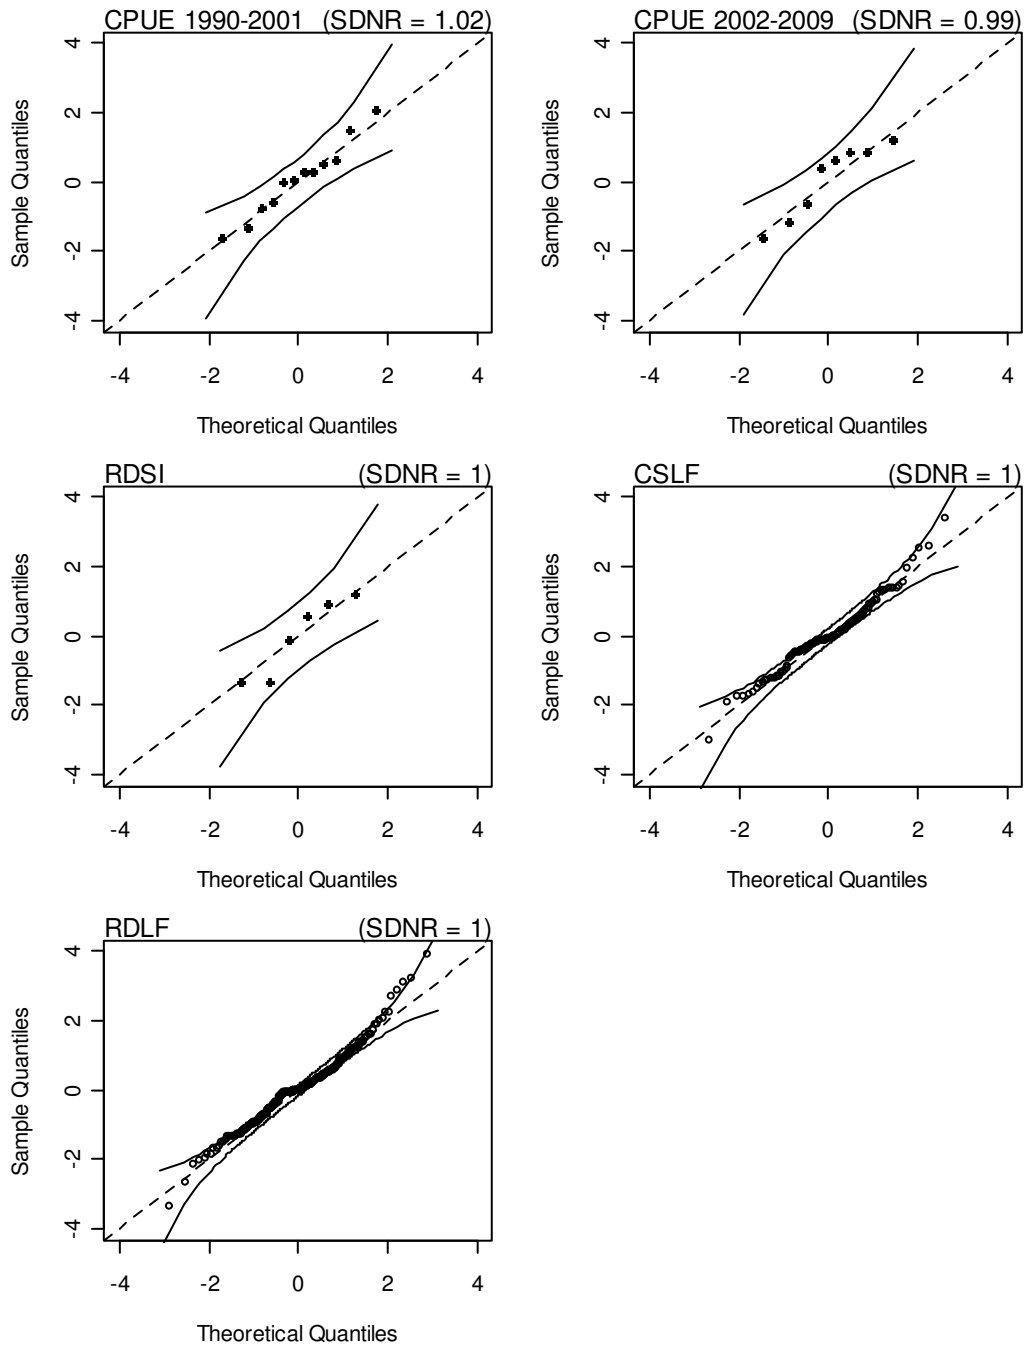 CPUE 1990-2001 (SDNR = 1.02)
4
2
0
-2
-4
Sample Quantiles
-4 -2 0 2 4
Theoretical Quantiles
CPUE 2002-2009 (SDNR = 0.99)
4
2
0
-2
-4
Sample Quantiles
-4 -2 0 2 4
Theoretical Quantiles
RDSI (SDNR = 1)
4
2
0
-2
-4
Sample Quantiles
-4 -2 0 2 4
Theoretical Quantiles
CSLF (SDNR = 1)
4
2
0
-2
-4
Sample Quantiles
-4 -2 0 2 4
Theoretical Quantiles
RDLF (SDNR = 1)
4
2
0
-2
-4
Sample Quantiles
-4 -2 0 2 4
Theoretical Quantiles